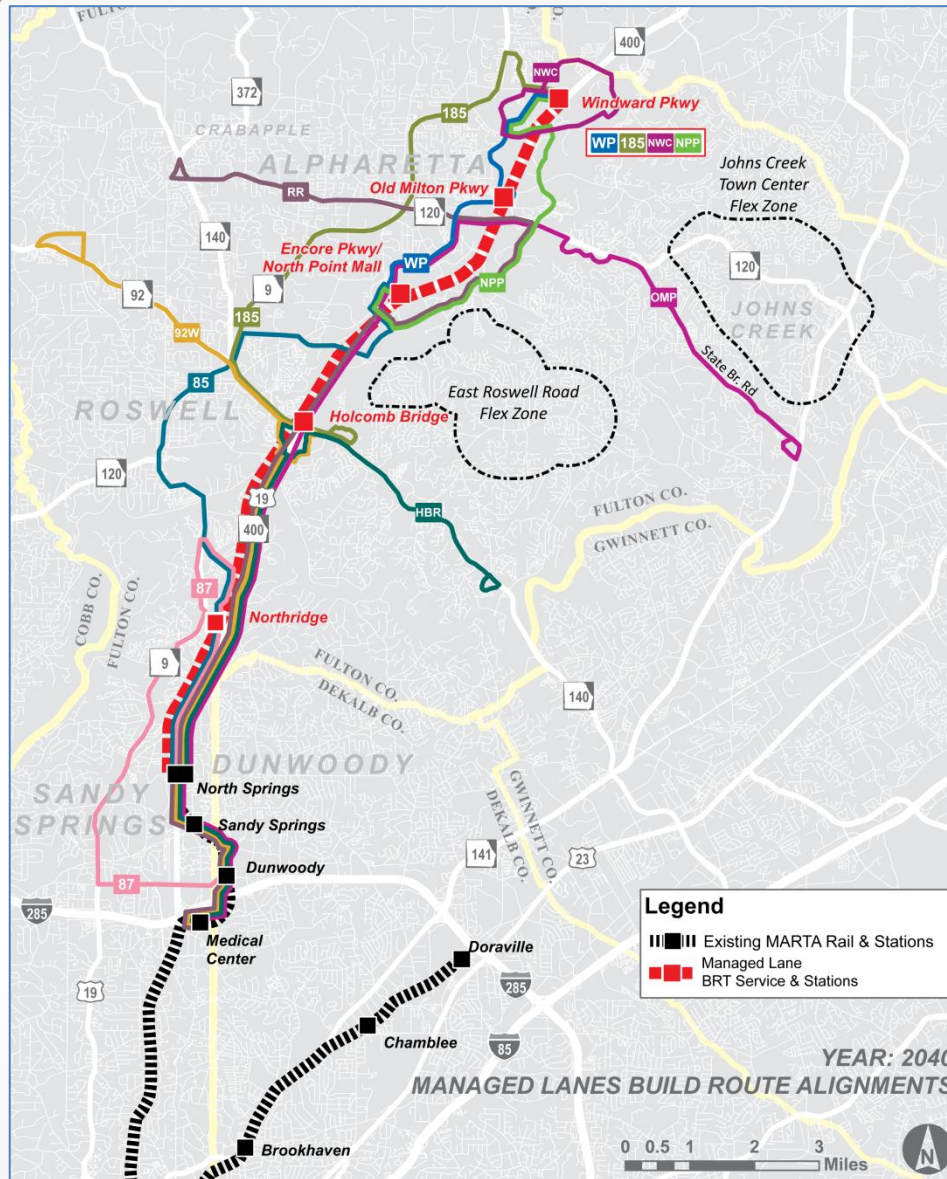 400
NWC
372
185
Windward Pkwy
CRABAPPLE
WP 185 NWC NPP
ALPHARETTA
Johns Creek
Town Center
Flex Zone
Old Milton Pkwy
RR
120
140
Encore Pkwy/
North Point Mall
WP
120
92
9
NPP
OMP
JOHNS
CREEK
185
92W
85
East Roswell Road
Flex Zone
State Br. Rd
ROSWELL
Holcomb Bridge
120
19
400
HBR
FULTON CO.
GWINNETT CO.
87
COBB CO.
FULTON CO.
Northridge
9
FULTON CO.
DEKALB CO.
140
DUNWOODY
North Springs
SANDY
SPRINGS
Sandy Springs
GWINNETT CO.
DEKALB CO.
141
23
Dunwoody
87
285
Medical
Center
Legend
Existing MARTA Rail & Stations
Managed Lane
BRT Service & Stations
Doraville
19
285
Chamblee
85
YEAR: 2040
MANAGED LANES BUILD ROUTE ALIGNMENTS
Brookhaven
0 0.5 1 2 3
Miles
N